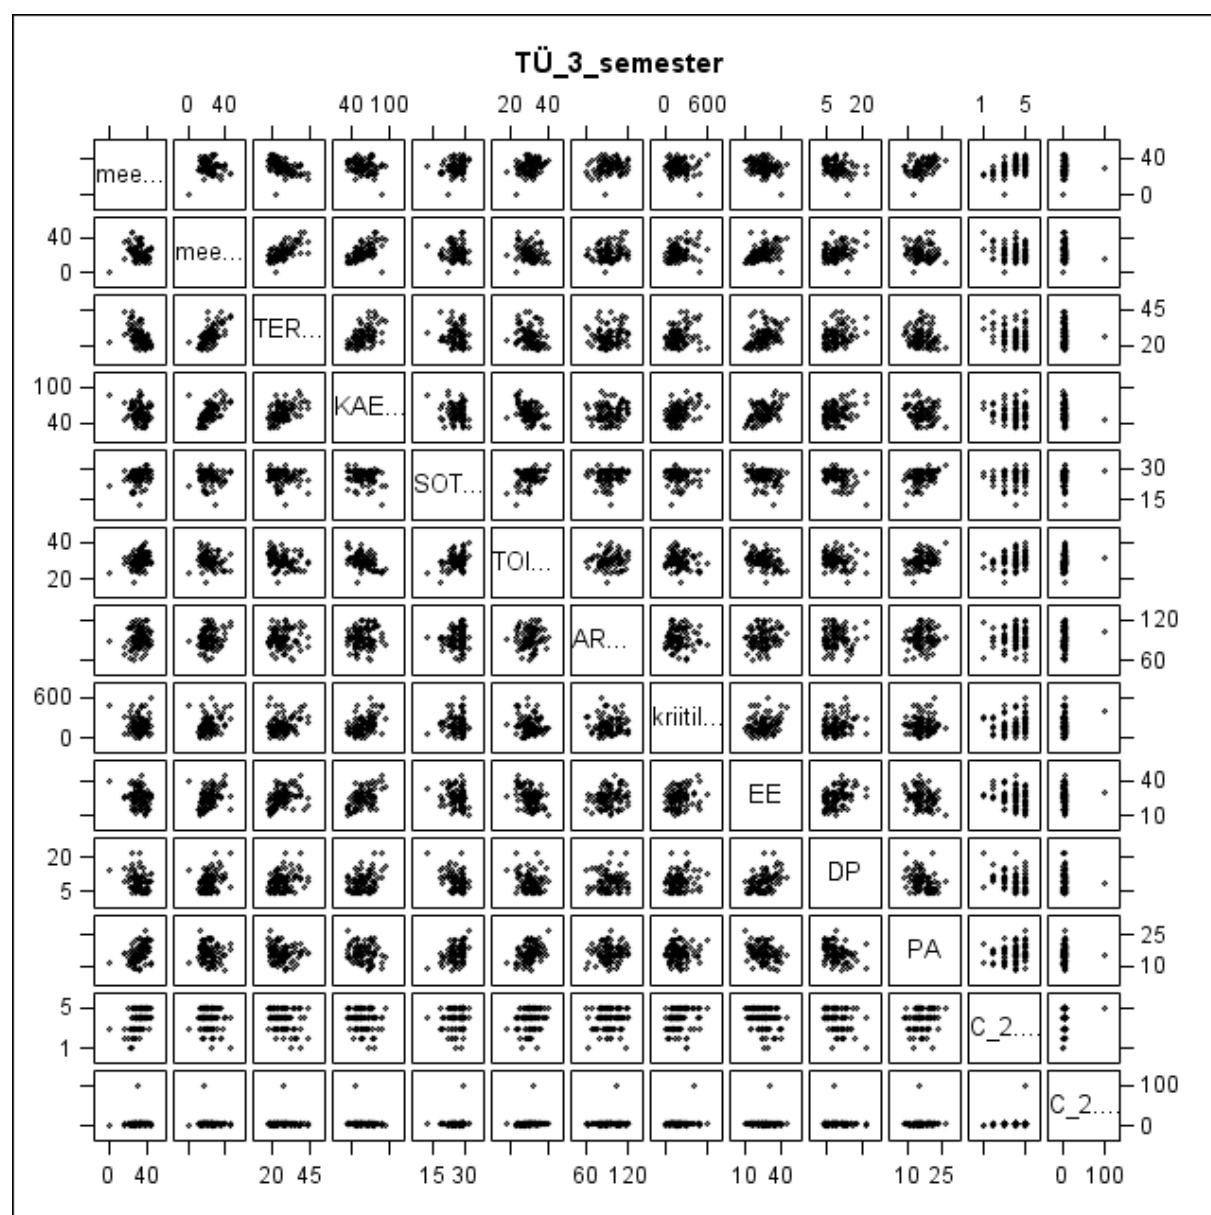 TÜ_3_semester
0 40 40 100 20 40 0 600 5 20 1 5
mee... 40 0
40 0 mee...
TER... 45 20
100 40 KAE...
SOT... 30 15
40 20 TOI...
AR... 120 60
600 0 kriitil...
EE 40 10
20 5 DP
PA 25 10
5 1 C_2....
C_2.... 100 0
0 40 20 45 15 30 60 120 10 40 10 25 0 100